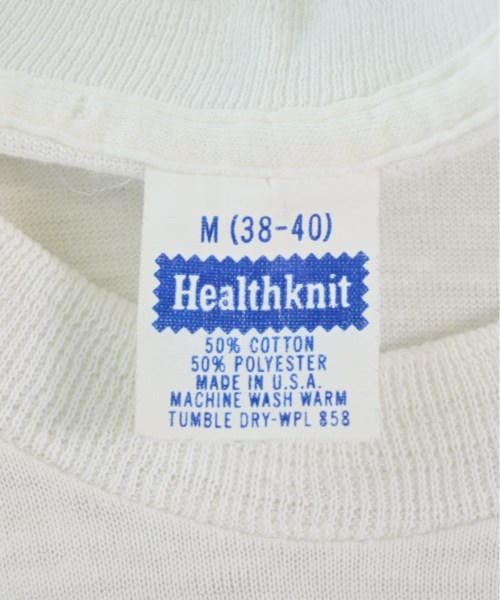 M (38-40)
Healthknit
50% COTTON
50% POLYESTER
MADE IN U.S.A.
MACHINE WASH WARM
TUMBLE DRY-WPL 858